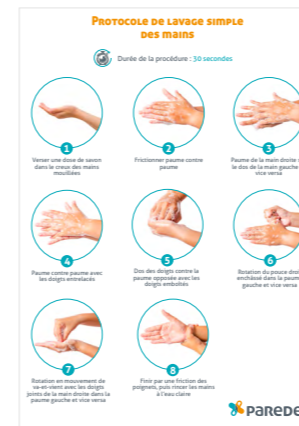 PROTOCOLE DE LAVAGE SIMPLE
DES MAINS
Durée de la procédure : 30 secondes
1
Verser une dose de savon
dans le creux des mains
mouillées
2
Frictionner paume contre
paume
3
Paume de la main droite
le dos de la main gauche
vice versa
4
Paume contre paume avec
les doigts entrelacés
5
Dos des doigts contre la
paume opposée avec les
doigts emboîtés
6
Rotation du pouce
enchâssé dans la
gauche et vice versa
7
Rotation en mouvement de
va-et-vient avec les doigts
joints de la main droite dans la
paume gauche et vice versa
8
Finir par une friction des
poignets, puis rincer les mains
à l'eau claire